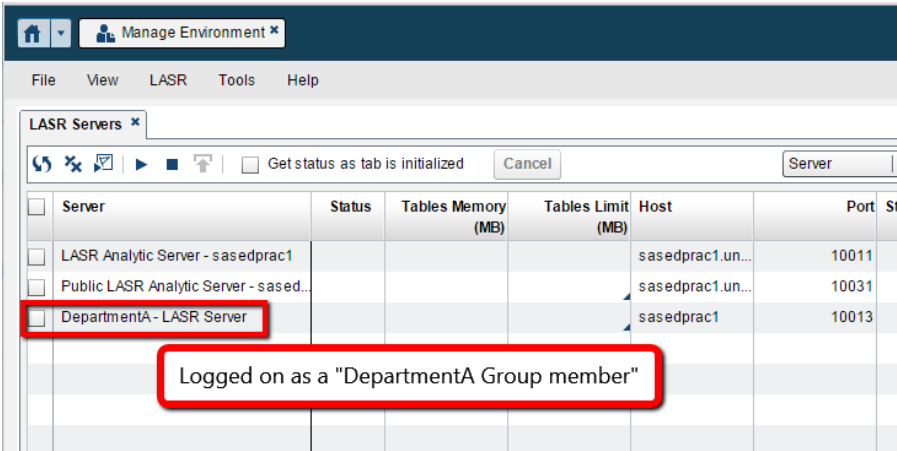 Manage Environment
File View LASR Tools Help
LASR Servers
Get status as tab is initialized Cancel Server
Server Status Tables Memory (MB) Tables Limit (MB) Host Port St
LASR Analytic Server - sasedprac1 sasedprac1.un... 10011
Public LASR Analytic Server - sased... sasedprac1.un... 10031
DepartmentA - LASR Server sasedprac1 10013
Logged on as a "DepartmentA Group member"